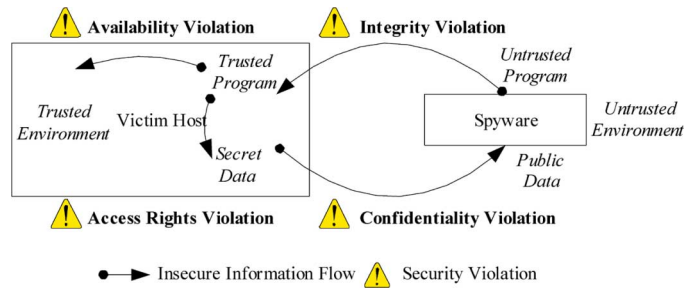 Availability Violation
Integrity Violation
Trusted
Program
Untrusted
Program
Trusted
Environment
Victim Host
Spyware
Untrusted
Environment
Secret
Data
Public
Data
Access Rights Violation
Confidentiality Violation
Insecure Information Flow
Security Violation